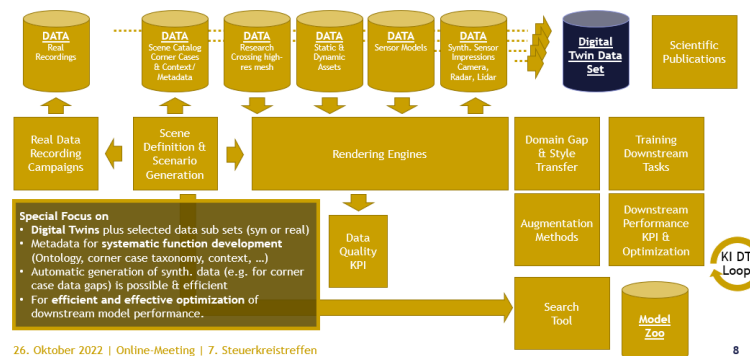 DATA
Real
Recordings
DATA
Scene Catalog
Corner Cases
& Context/
Metadata
DATA
Research
Crossing high-
res mesh
DATA
Static &
Dynamic
Assets
DATA
Sensor Models
DATA
Synth. Sensor
Impressions
Camera,
Radar, Lidar
Digital
Twin Data
Set
Scientific
Publications
Real Data
Recording
Campaigns
Scene
Definition &
Scenario
Generation
Rendering Engines
Domain Gap
& Style
Transfer
Training
Downstream
Tasks
Special Focus on
• Digital Twins plus selected data sub sets (syn or real)
• Metadata for systematic function development
(Ontology, corner case taxonomy, context, ...)
• Automatic generation of synth. data (e.g. for corner
case data gaps) is possible & efficient
• For efficient and effective optimization of
downstream model performance.
Data
Quality
KPI
Augmentation
Methods
Downstream
Performance
KPI &
Optimization
KI DT
Loop
Search
Tool
Model
Zoo
26. Oktober 2022 | Online-Meeting | 7. Steuerkreistreffen
8